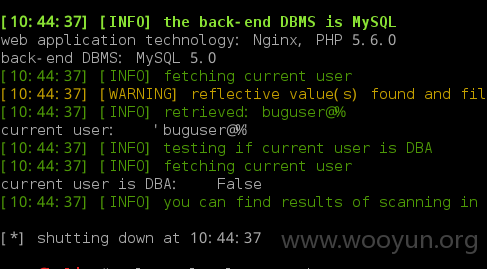 [10:44:37] [INFO] the back-end DBMS is MySQL
web application technology: Nginx, PHP 5.6.0
back-end DBMS: MySQL 5.0
[10:44:37] [INFO] fetching current user
[10:44:37] [WARNING] reflective value(s) found and fil
[10:44:37] [INFO] retrieved: buguser@%
current user:    'buguser@%
[10:44:37] [INFO] testing if current user is DBA
[10:44:37] [INFO] fetching current user
current user is DBA:    False
[10:44:37] [INFO] you can find results of scanning in
[*] shutting down at 10:44:37
www.wooyun.org